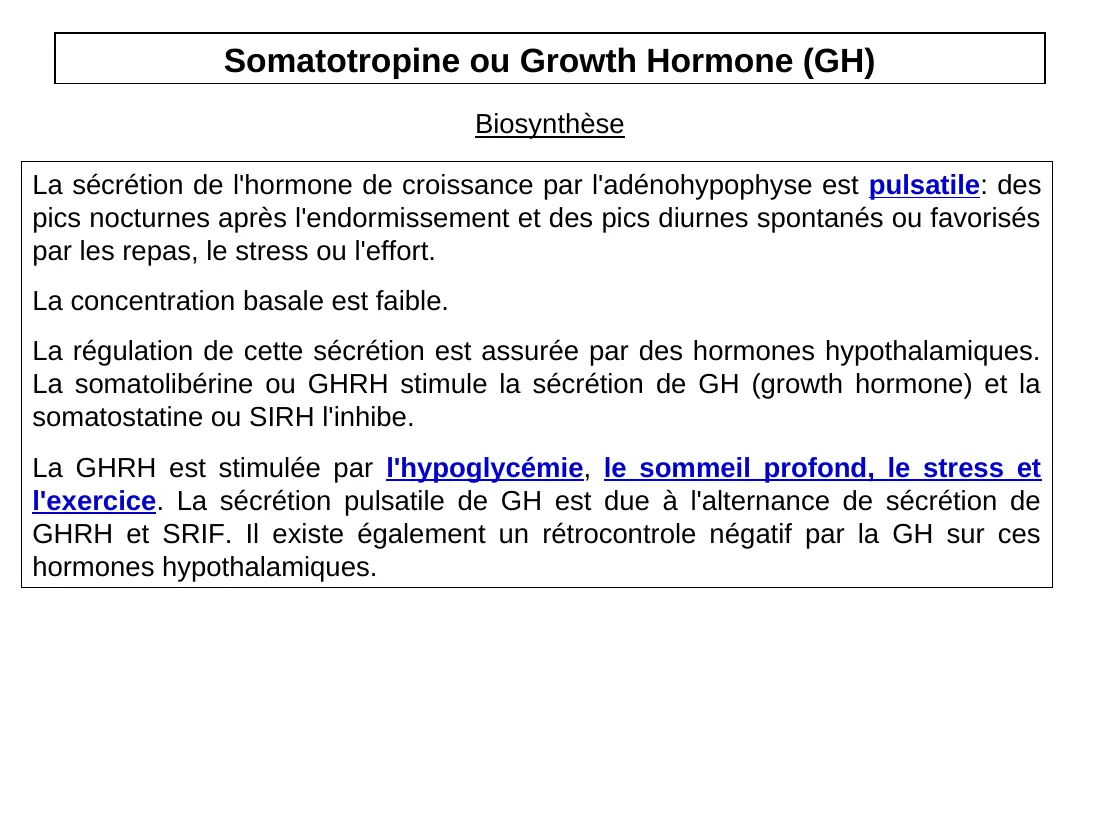 Somatotropine ou Growth Hormone (GH)
Biosynthèse
La sécrétion de l'hormone de croissance par l'adénohypophyse est pulsatile: des
pics nocturnes après l'endormissement et des pics diurnes spontanés ou favorisés
par les repas, le stress ou l'effort.
La concentration basale est faible.
La régulation de cette sécrétion est assurée par des hormones hypothalamiques.
La somatolibérine ou GHRH stimule la sécrétion de GH (growth hormone) et la
somatostatine ou SIRH l'inhibe.
La GHRH est stimulée par l'hypoglycémie, le sommeil profond, le stress et
l'exercice. La sécrétion pulsatile de GH est due à l'alternance de sécrétion de
GHRH et SRIF. Il existe également un rétrocontrole négatif par la GH sur ces
hormones hypothalamiques.